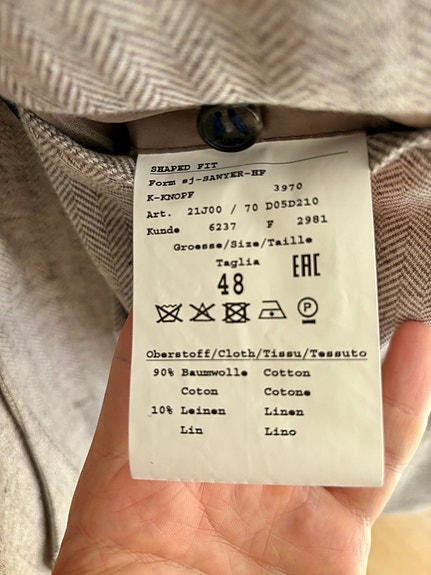 SHAPED FIT
Form sj-SAWYER-HF
K-KNOPF 3970
Art. 21J00 / 70 D05D210
Kunde 6237 F 2981
Groesse/Size/Taille
Taglia
48
EAC
P
Oberstoff/Cloth/Tissu/Tessuto
90% Baumwolle Cotton
Coton Cotone
10% Leinen Linen
Lin Lino